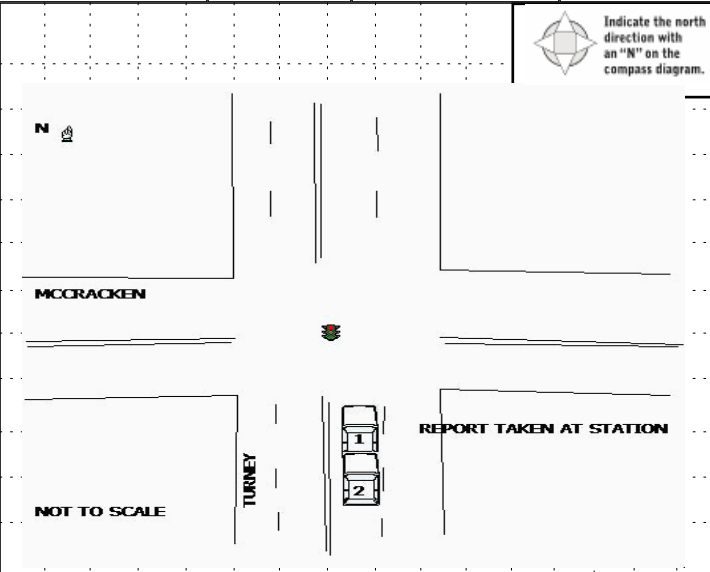 Indicate the north
direction with
an “N” on the
compass diagram.
N
MCCRACKEN
1
REPORT TAKEN AT STATION
TURNEY
2
NOT TO SCALE